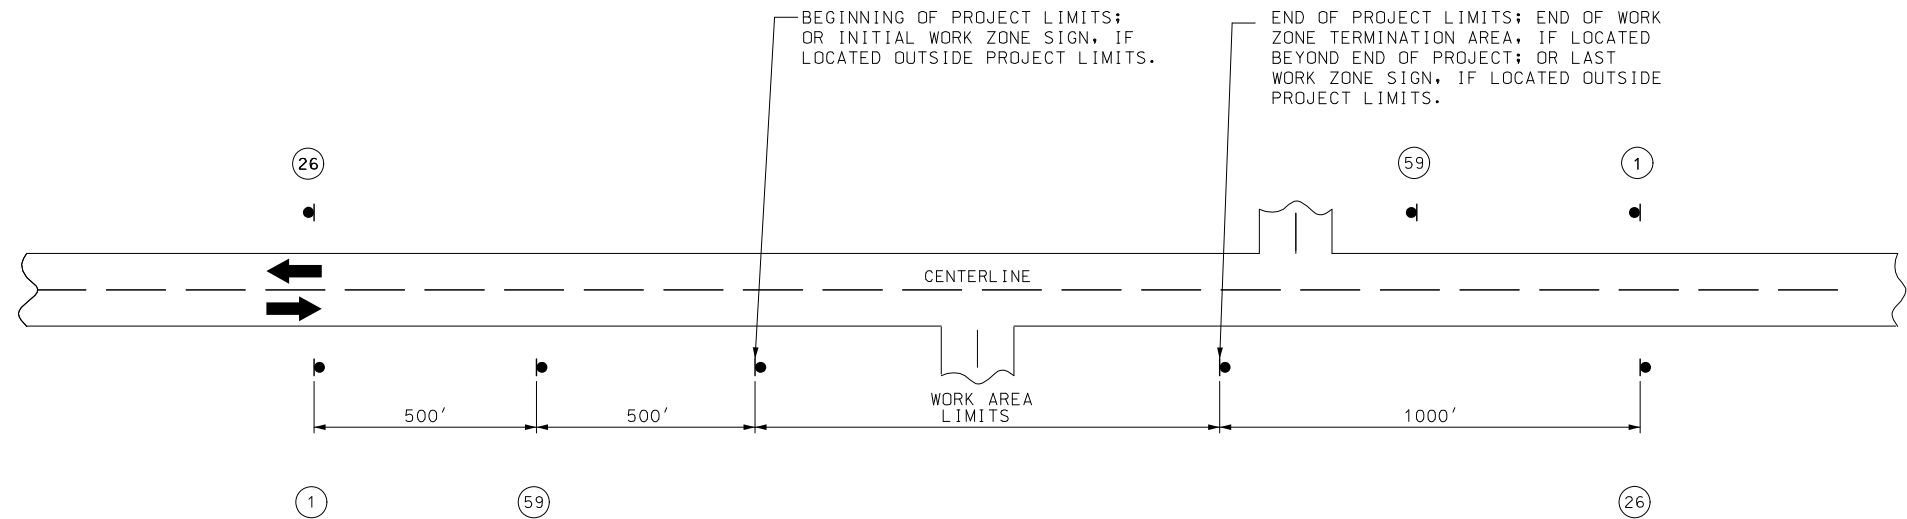 BEGINNING OF PROJECT LIMITS;
OR INITIAL WORK ZONE SIGN, IF
LOCATED OUTSIDE PROJECT LIMITS.
END OF PROJECT LIMITS; END OF WORK
ZONE TERMINATION AREA, IF LOCATED
BEYOND END OF PROJECT; OR LAST
WORK ZONE SIGN, IF LOCATED OUTSIDE
PROJECT LIMITS.
26
59
1
CENTERLINE
WORK AREA
LIMITS
500'
500'
1000'
1
59
26